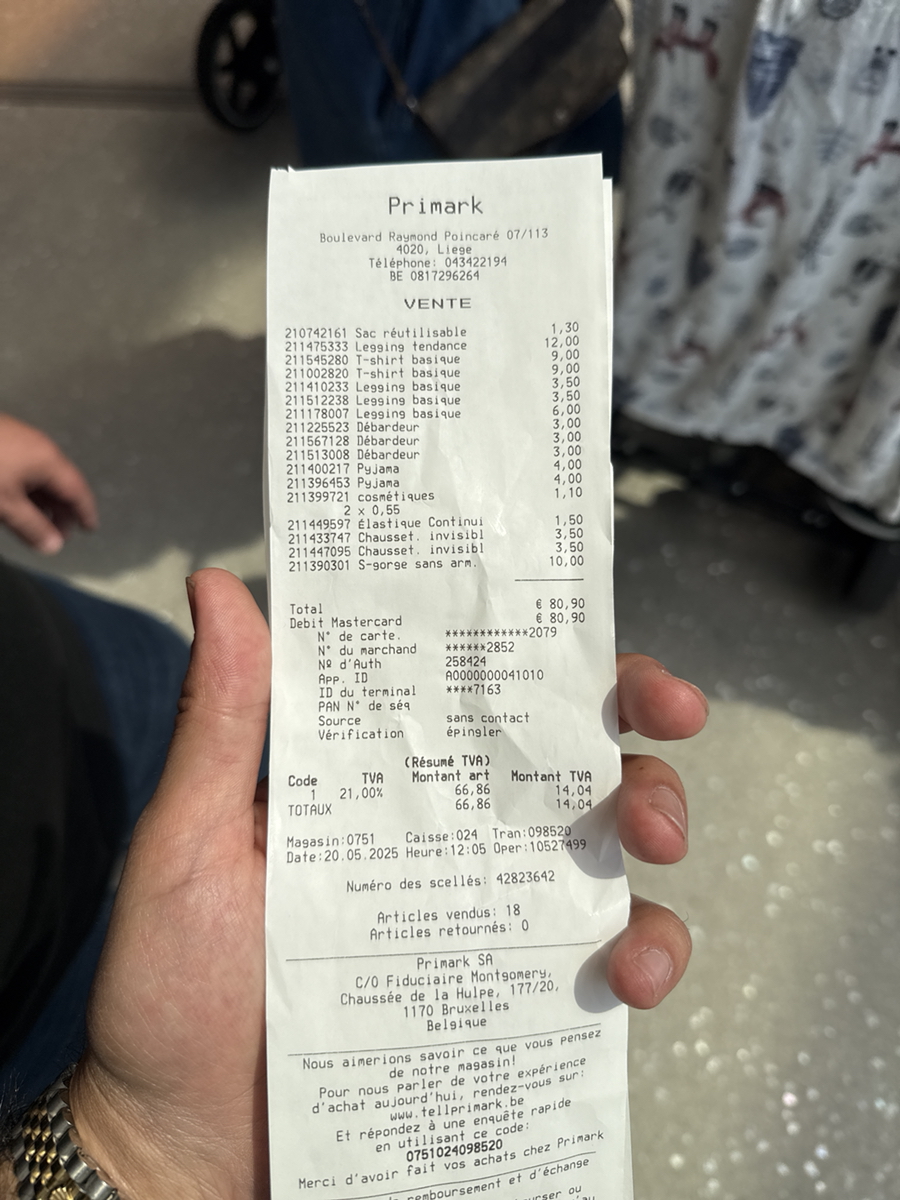 Primark
Boulevard Raymond Poincaré 07/113
4020, Liege
Téléphone: 043422194
BE 0817296264
VENTE
210742161 Sac réutilisable 1,30
211475333 Legging tendance 12,00
211545280 T-shirt basique 9,00
211002820 T-shirt basique 9,00
211410233 Legging basique 3,50
211512238 Legging basique 3,50
211178007 Legging basique 6,00
211225523 Débardeur 3,00
211567128 Débardeur 3,00
211513008 Débardeur 3,00
211400217 Pyjama 4,00
211396453 Pyjama 4,00
211399721 cosmétiques 1,10
2 x 0,55
211449597 Élastique Continui 1,50
211433747 Chausset. invisibl 3,50
211447095 Chausset. invisibl 3,50
211390301 S-gorge sans arm. 10,00
Total € 80,90
Debit Mastercard € 80,90
N° de carte. ************2079
N° du marchand ******2852
Nº d'Auth 258424
App. ID A0000000041010
ID du terminal ****7163
PAN N° de séq
Source sans contact
Vérification épingler
(Résumé TVA)
Code TVA Montant art Montant TVA
1 21,00% 66,86 14,04
TOTAUX 66,86 14,04
Magasin:0751 Caisse:024 Tran:098520
Date:20.05.2025 Heure:12:05 Oper:10527499
Numéro des scellés: 42823642
Articles vendus: 18
Articles retournés: 0
Primark SA
C/O Fiduciaire Montgomery,
Chaussée de la Hulpe, 177/20,
1170 Bruxelles
Belgique
Nous aimerions savoir ce que vous pensez
de notre magasin!
Pour nous parler de votre expérience
d'achat aujourd'hui, rendez-vous sur:
www.tellprimark.be
Et répondez à une enquête rapide
en utilisant ce code:
0751024098520
Merci d'avoir fait vos achats chez Primark
remboursement et d'échange
ou